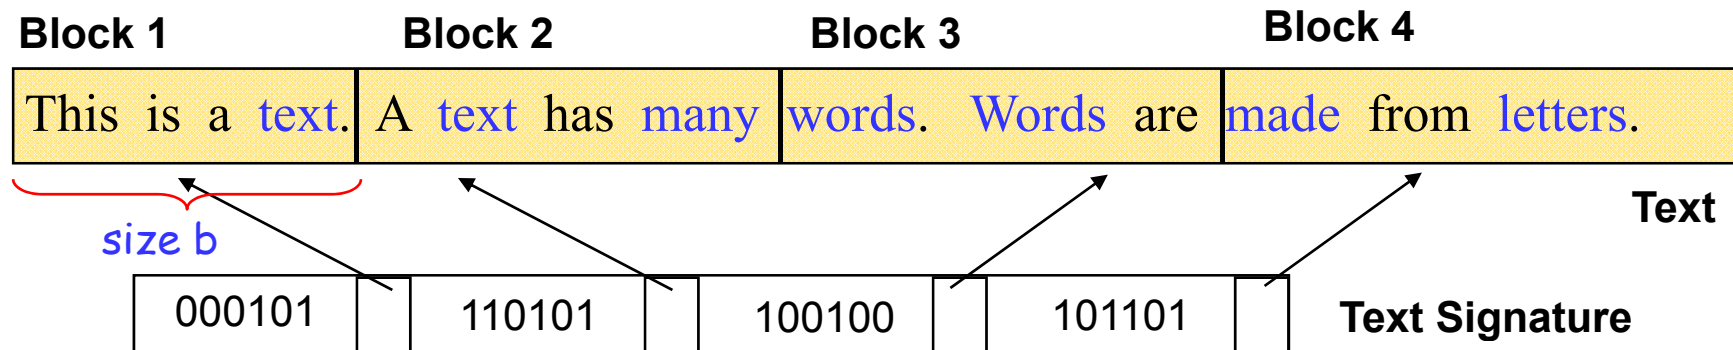 Block 1 Block 2 Block 3 Block 4
This is a text. A text has many words. Words are made from letters.
Text
size b
000101 110101 100100 101101 Text Signature